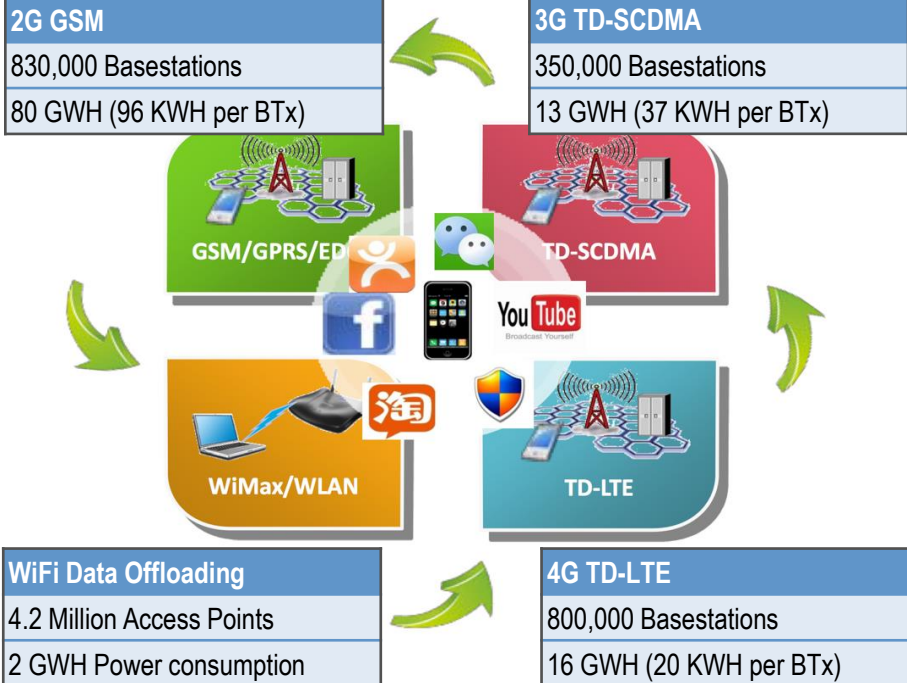 2G GSM
830,000 Basestations
80 GWH (96 KWH per BTx)
3G TD-SCDMA
350,000 Basestations
13 GWH (37 KWH per BTx)
GSM/GPRS/ED
TD-SCDMA
You Tube
Broadcast Yourself
淘
WiMax/WLAN
TD-LTE
WiFi Data Offloading
4.2 Million Access Points
2 GWH Power consumption
4G TD-LTE
800,000 Basestations
16 GWH (20 KWH per BTx)